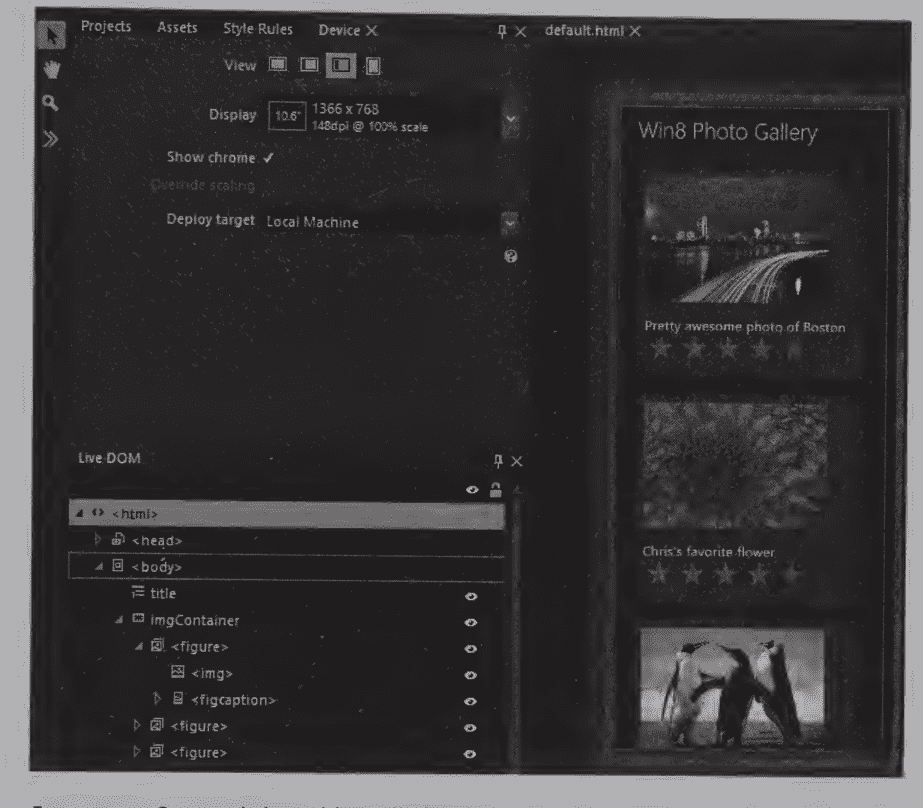 Projects Assets Style Rules Device
default.html
View
Display 10.6" 1366 x 768
148dpi @ 100% scale
Show chrome
Override scaling
Deploy target Local Machine
Win8 Photo Gallery
Pretty awesome photo of Boston
Chris's favorite flower
Live DOM
<html>
<head>
<body>
title
imgContainer
<figure>
<img>
<figcaption>
<figure>
<figure>